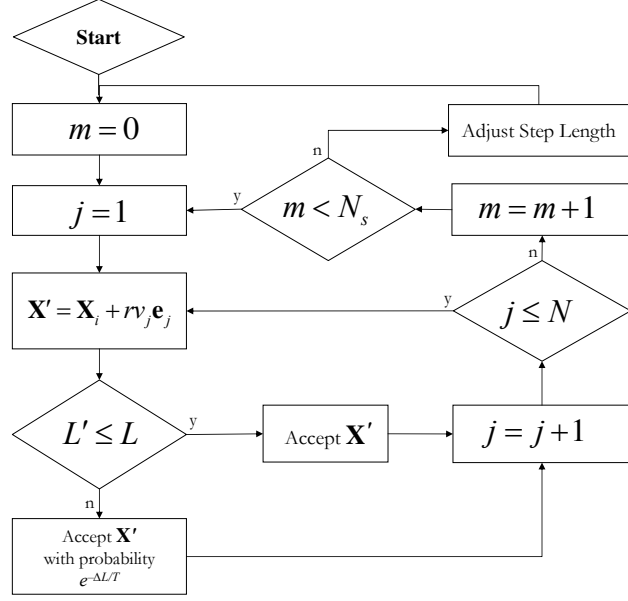 Start
m = 0
Adjust Step Length
n
j = 1
y
m < N_s
m = m + 1
n
X′ = X_i + rv_j e_j
y
j ≤ N
L′ ≤ L
y
Accept X′
j = j + 1
n
Accept X′
with probability
e^{–ΔL/T}